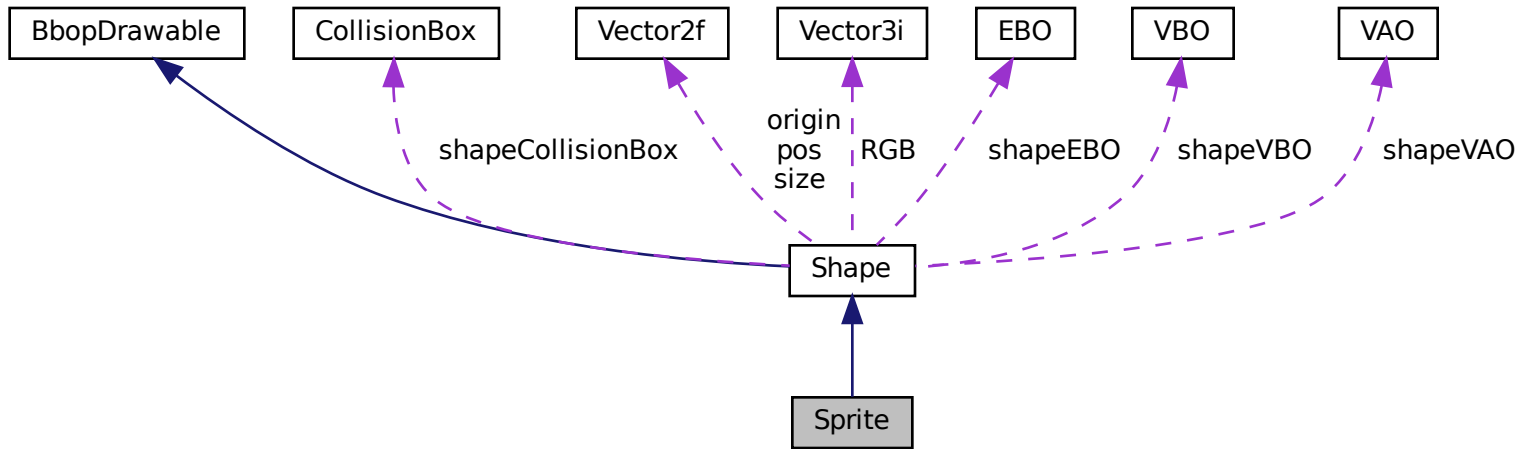 BbopDrawable
CollisionBox
Vector2f
Vector3i
EBO
VBO
VAO
shapeCollisionBox
origin
pos
size
RGB
shapeEBO
shapeVBO
shapeVAO
Shape
Sprite